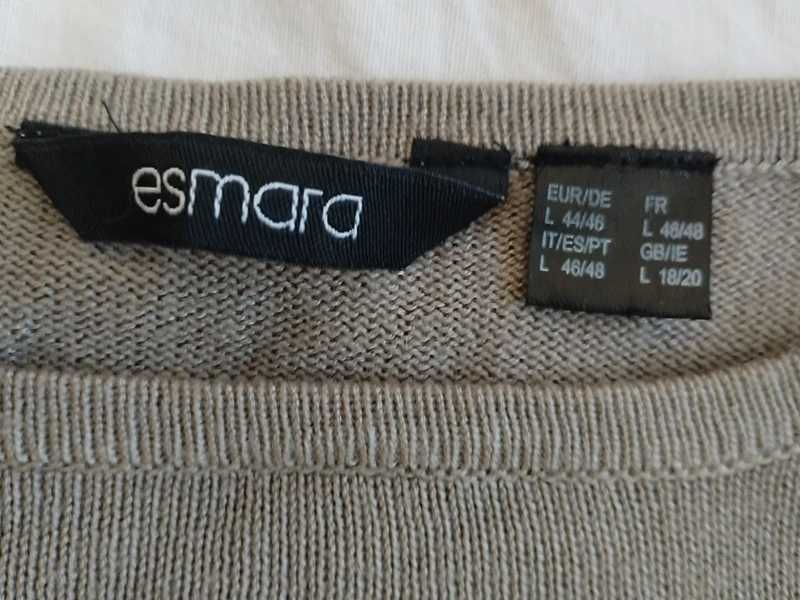 esmara
EUR/DE FR
L 44/46 L 46/48
IT/ES/PT GB/IE
L 46/48 L 18/20